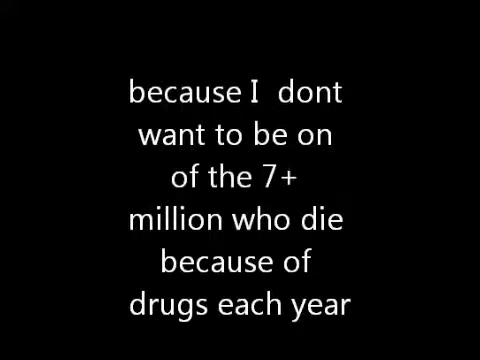 because I  dont
want to be on
of the 7+
million who die
because of
drugs each year